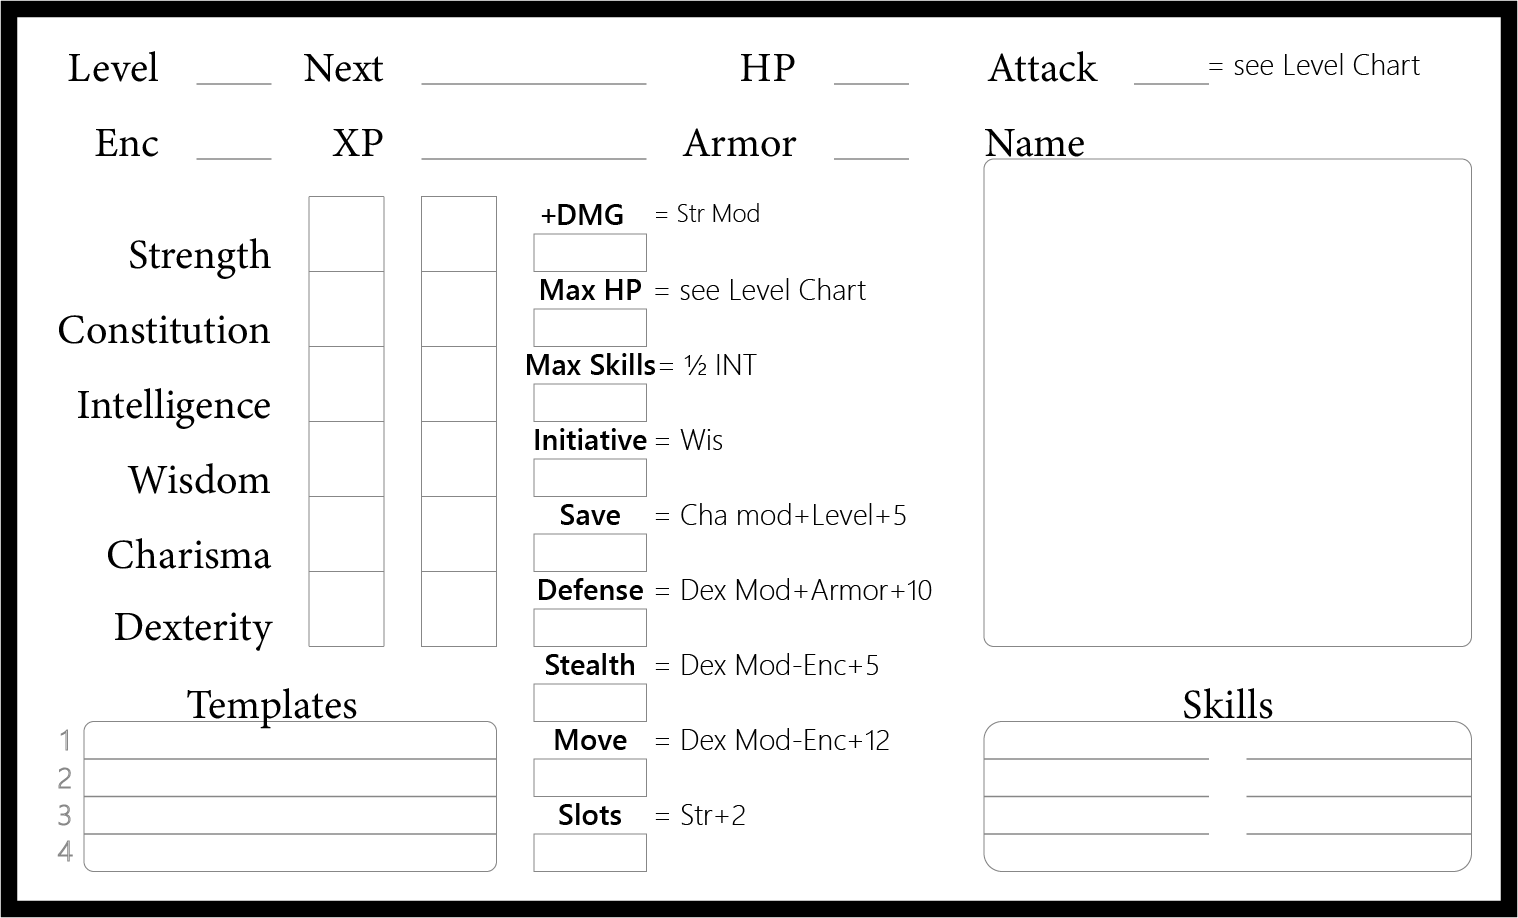 Level Next HP Attack = see Level Chart
Enc XP Armor Name
+DMG = Str Mod
Strength
Max HP = see Level Chart
Constitution
Max Skills = ½ INT
Intelligence
Initiative = Wis
Wisdom
Save = Cha mod+Level+5
Charisma
Defense = Dex Mod+Armor+10
Dexterity
Stealth = Dex Mod-Enc+5
Templates Skills
1 Move = Dex Mod-Enc+12
2
3 Slots = Str+2
4